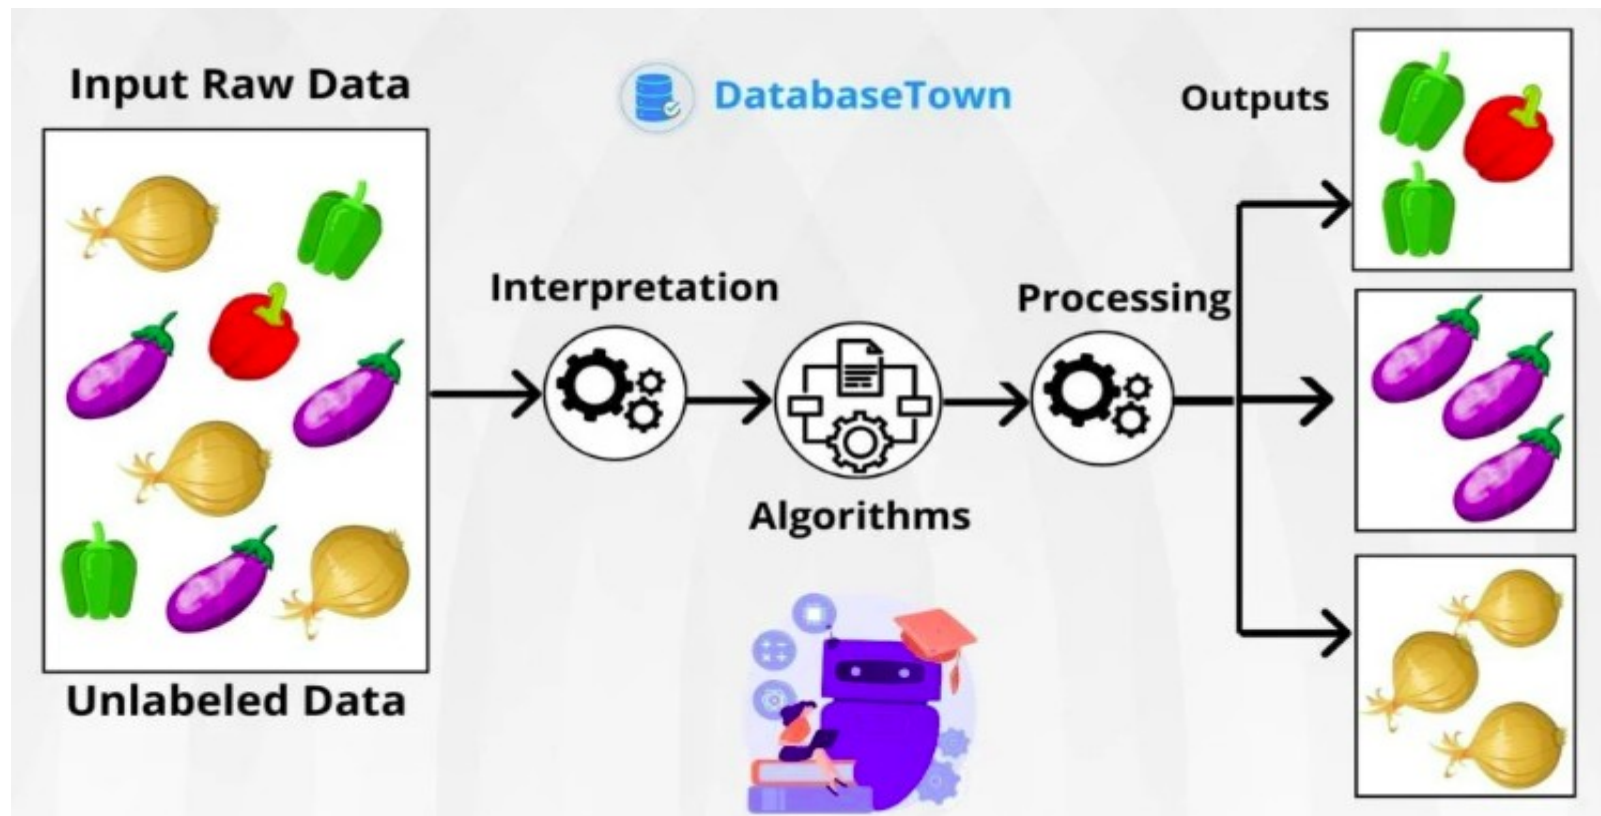 Input Raw Data
DatabaseTown
Outputs
Interpretation
Processing
Algorithms
Unlabeled Data